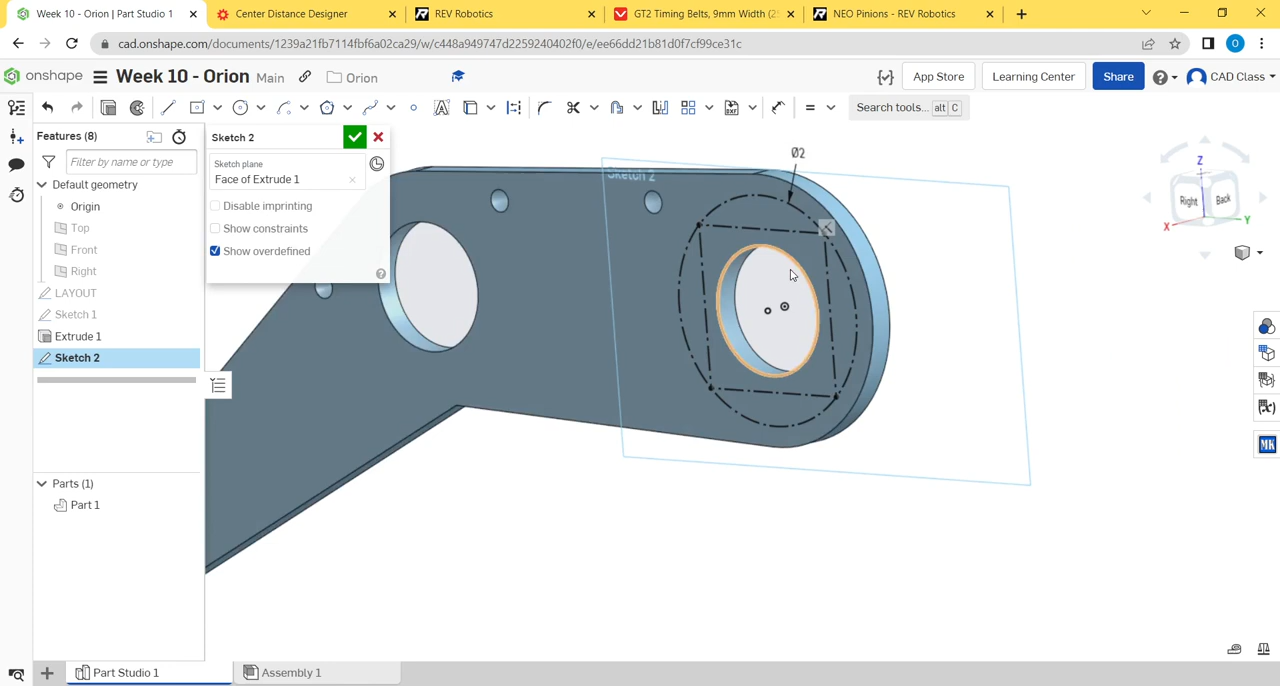 Week 10 - Orion | Part Studio 1
Center Distance Designer
REV Robotics
GT2 Timing Belts, 9mm Width (2
NEO Pinions - REV Robotics
cad.onshape.com/documents/1239a21fb7114fbf6a02ca29/w/c448a949747d3259240402f0/e/ee66dd21b81d0f7cf99ce31c
O
onshape
Week 10 - Orion
Main
Orion
App Store
Learning Center
Share
CAD Class
Search tools...
alt
C
Features (8)
Filter by name or type
Default geometry
Origin
Top
Front
Right
LAYOUT
Sketch 1
Extrude 1
Sketch 2
Parts (1)
Part 1
Sketch 2
Sketch plane
Face of Extrude 1
Disable imprinting
Show constraints
Show overdefined
Sketch 2
Ø2
Z
Right
Back
X
Y
MK
Part Studio 1
Assembly 1